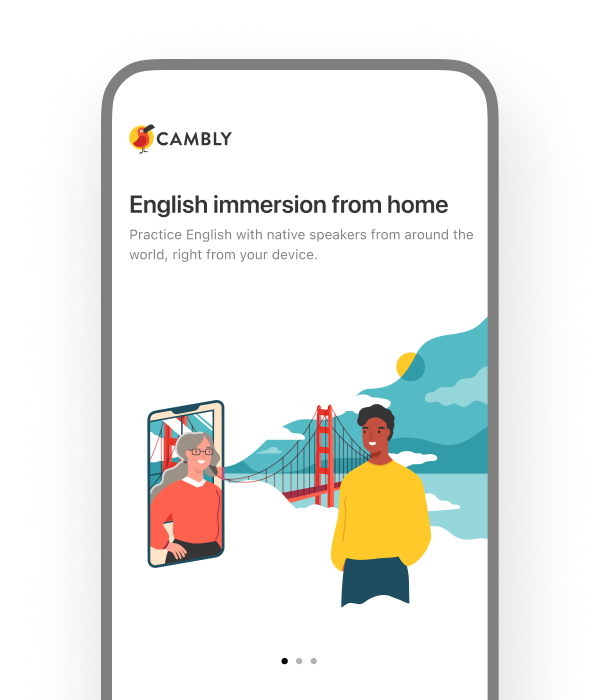 CAMBLY
English immersion from home
Practice English with native speakers from around the
world, right from your device.